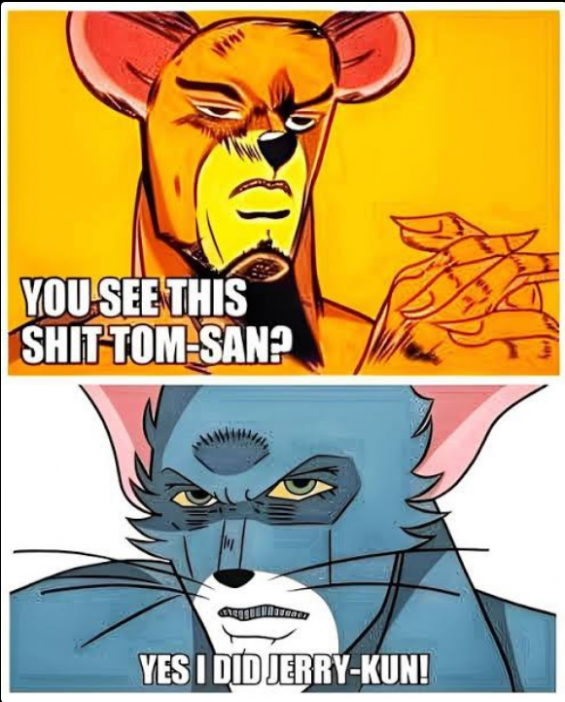 YOU SEE THIS
SHIT TOM-SAN?
YES I DID JERRY-KUN!